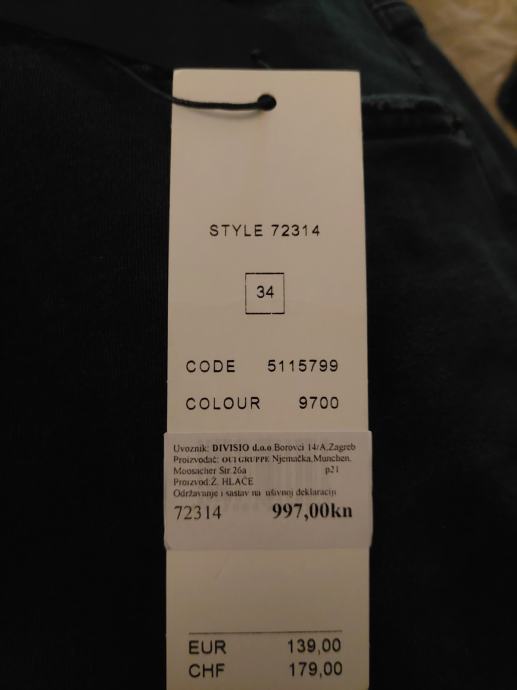 STYLE 72314
34
CODE 5115799
COLOUR 9700
Uvoznik: DIVISIO d.o.o Borovci 14/A,Zagreb
Proizvođač: OUI GRUPPE Njemačka,Munchen,
Moosacher Str.26a p21
Proizvod:Ž. HLAČE
Održavanje i sastav na ušivnoj deklaraciji
72314 997,00kn
EUR 139,00
CHF 179,00